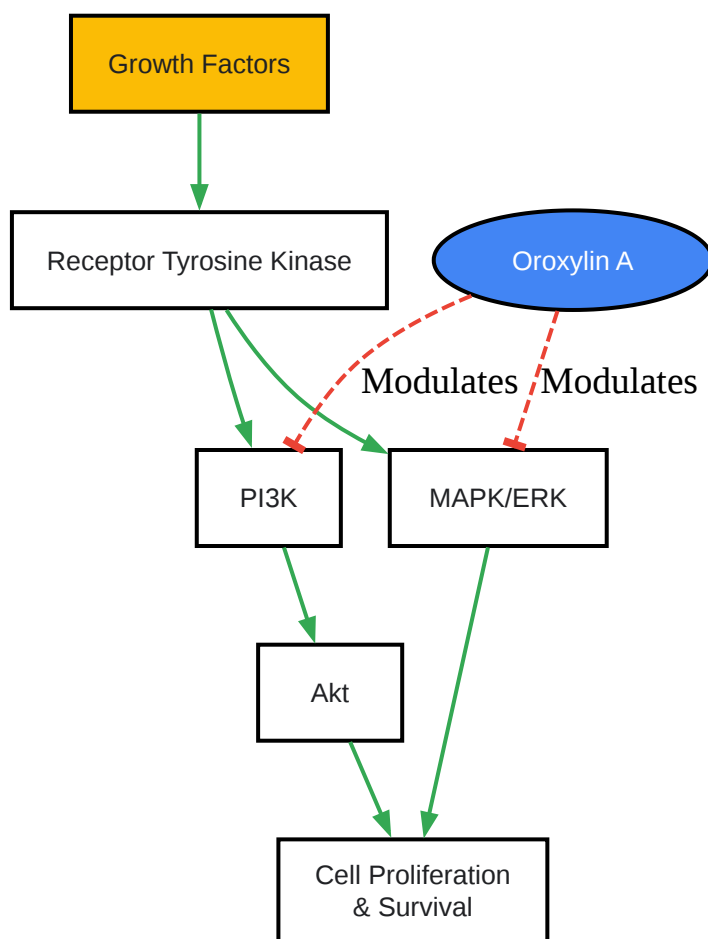 Growth Factors
Receptor Tyrosine Kinase
Oroxylin A
Modulates
Modulates
PI3K
MAPK/ERK
Akt
Cell Proliferation
& Survival